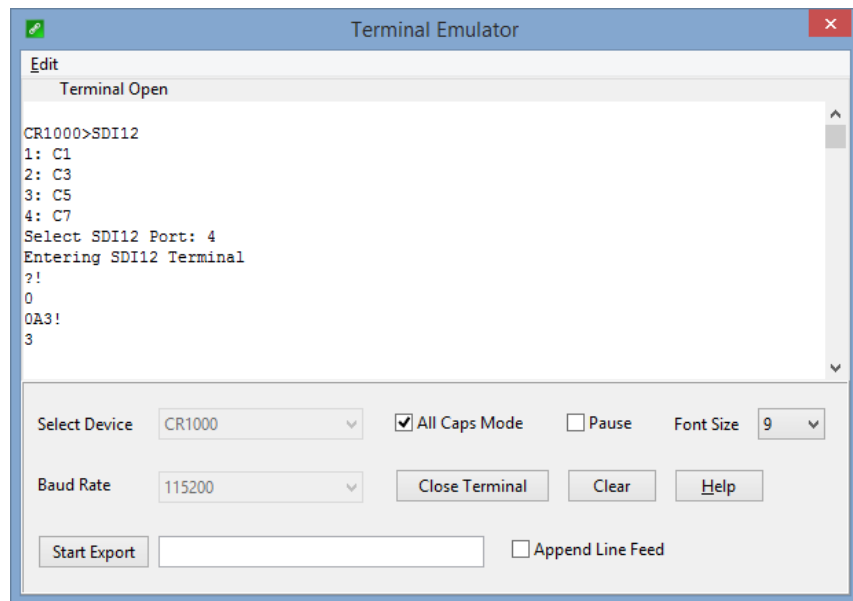 Terminal Emulator
Edit
Terminal Open
CR1000>SDI12
1: C1
2: C3
3: C5
4: C7
Select SDI12 Port: 4
Entering SDI12 Terminal
?!
0
0A3!
3
Select Device CR1000 All Caps Mode Pause Font Size 9
Baud Rate 115200 Close Terminal Clear Help
Start Export Append Line Feed